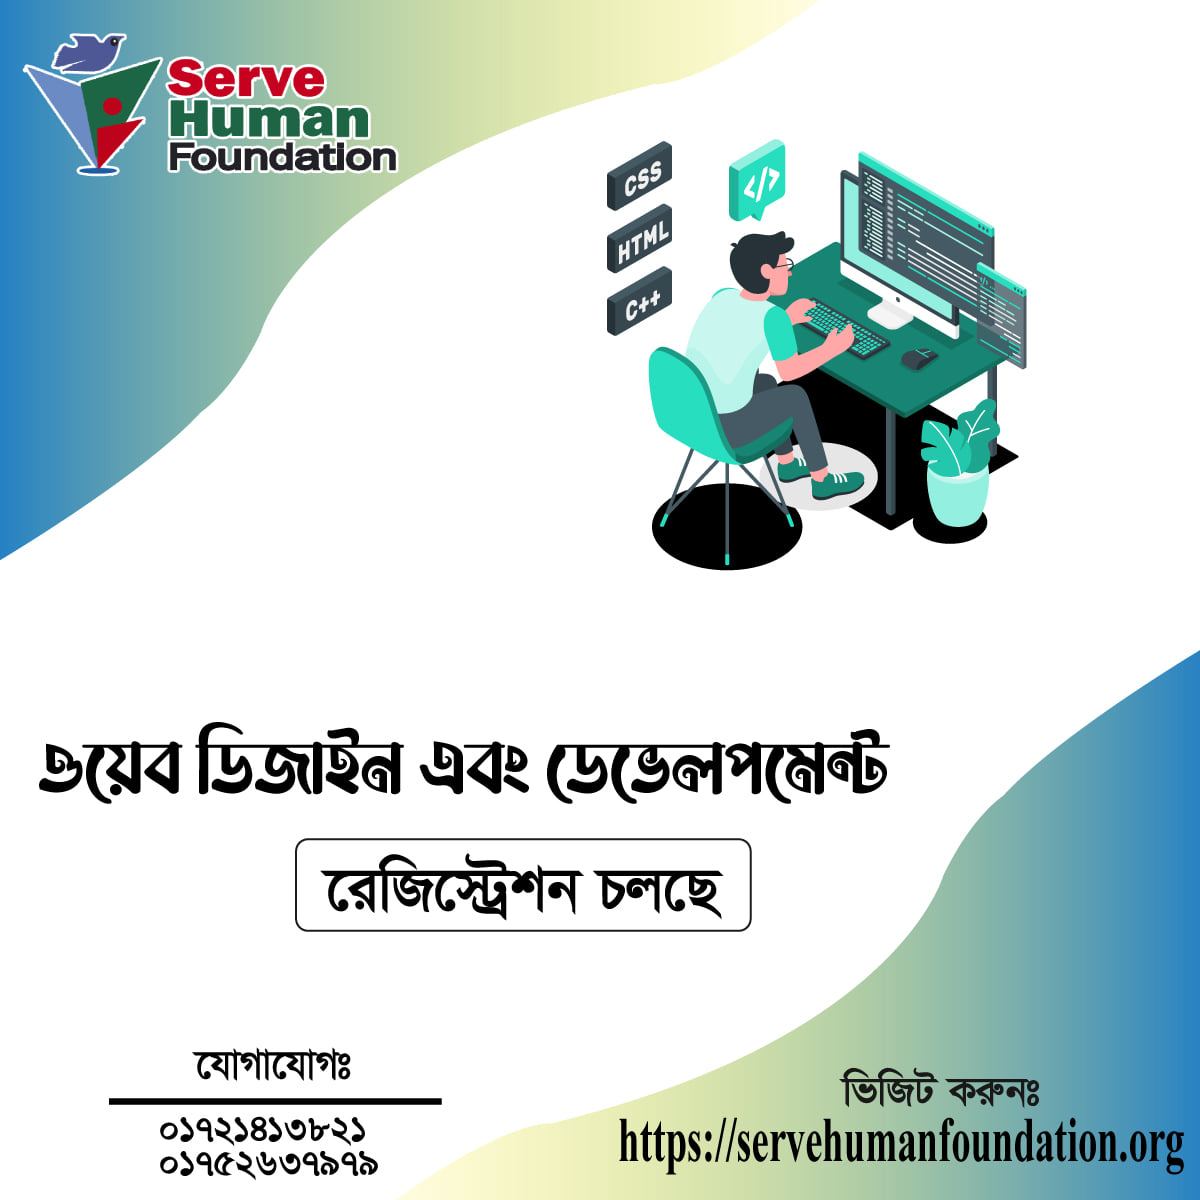 Serve
Human
Foundation
CSS
</>
HTML
C++
ওয়েব ডিজাইন এবং ডেভেলপমেন্ট
রেজিস্ট্রেশন চলছে
যোগাযোগঃ
০১৭২১৪১৩৮২১
০১৭৫২৬৩৭৯৭৯
ভিজিট করুনঃ
https://servehumanfoundation.org